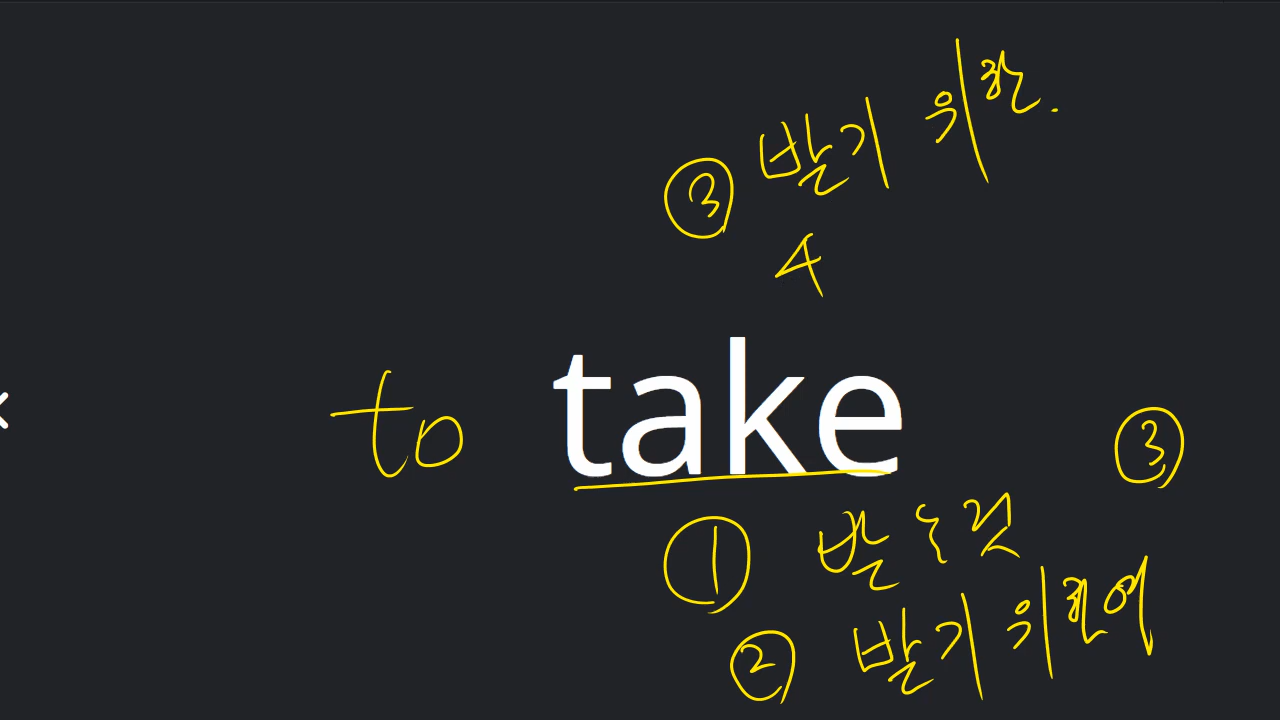 ③ 받기 위한.
4
to take
③
① 받는 것
② 받기 위하여